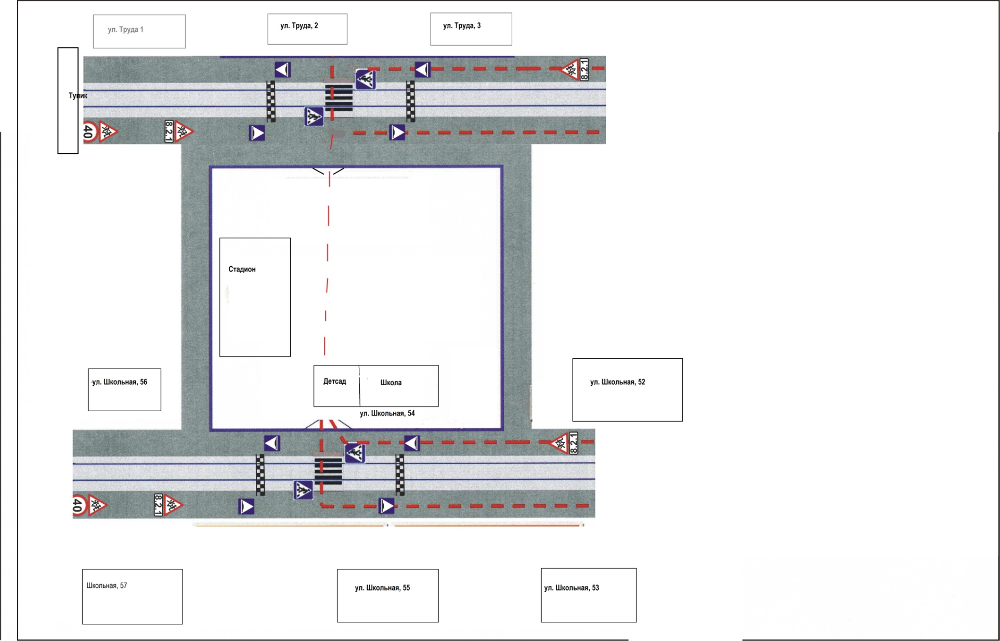 ул. Труда 1
ул. Труда, 2
ул. Труда, 3
8.2.1
Тупик
40
8.2.1
Стадион
ул. Школьная, 56
Детсад
Школа
ул. Школьная, 52
ул. Школьная, 54
8.2.1
40
8.2.1
Школьная, 57
ул. Школьная, 55
ул. Школьная, 53